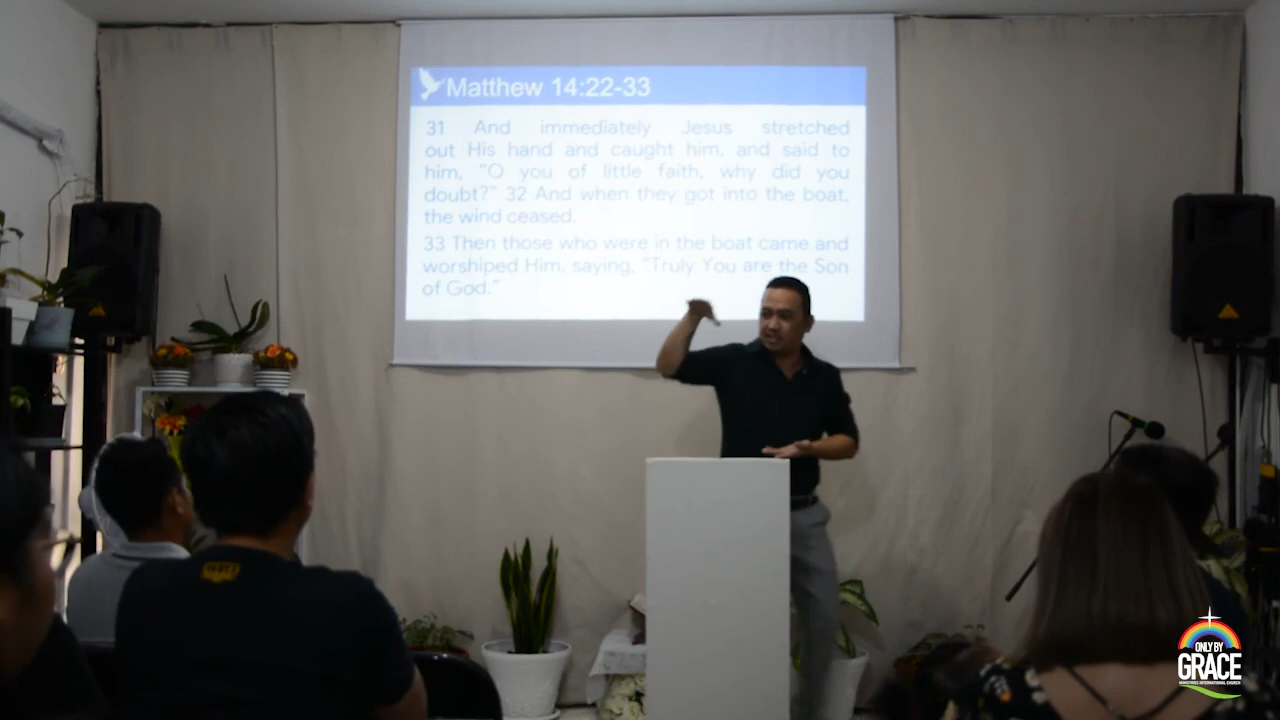 Matthew 14:22-33
31 And immediately Jesus stretched
out His hand and caught him, and said to
him, "O you of little faith, why did you
doubt?" 32 And when they got into the boat,
the wind ceased.
33 Then those who were in the boat came and
worshiped Him, saying, "Truly You are the Son
of God."
ONLY BY
GRACE
MINISTRIES INTERNATIONAL CHURCH